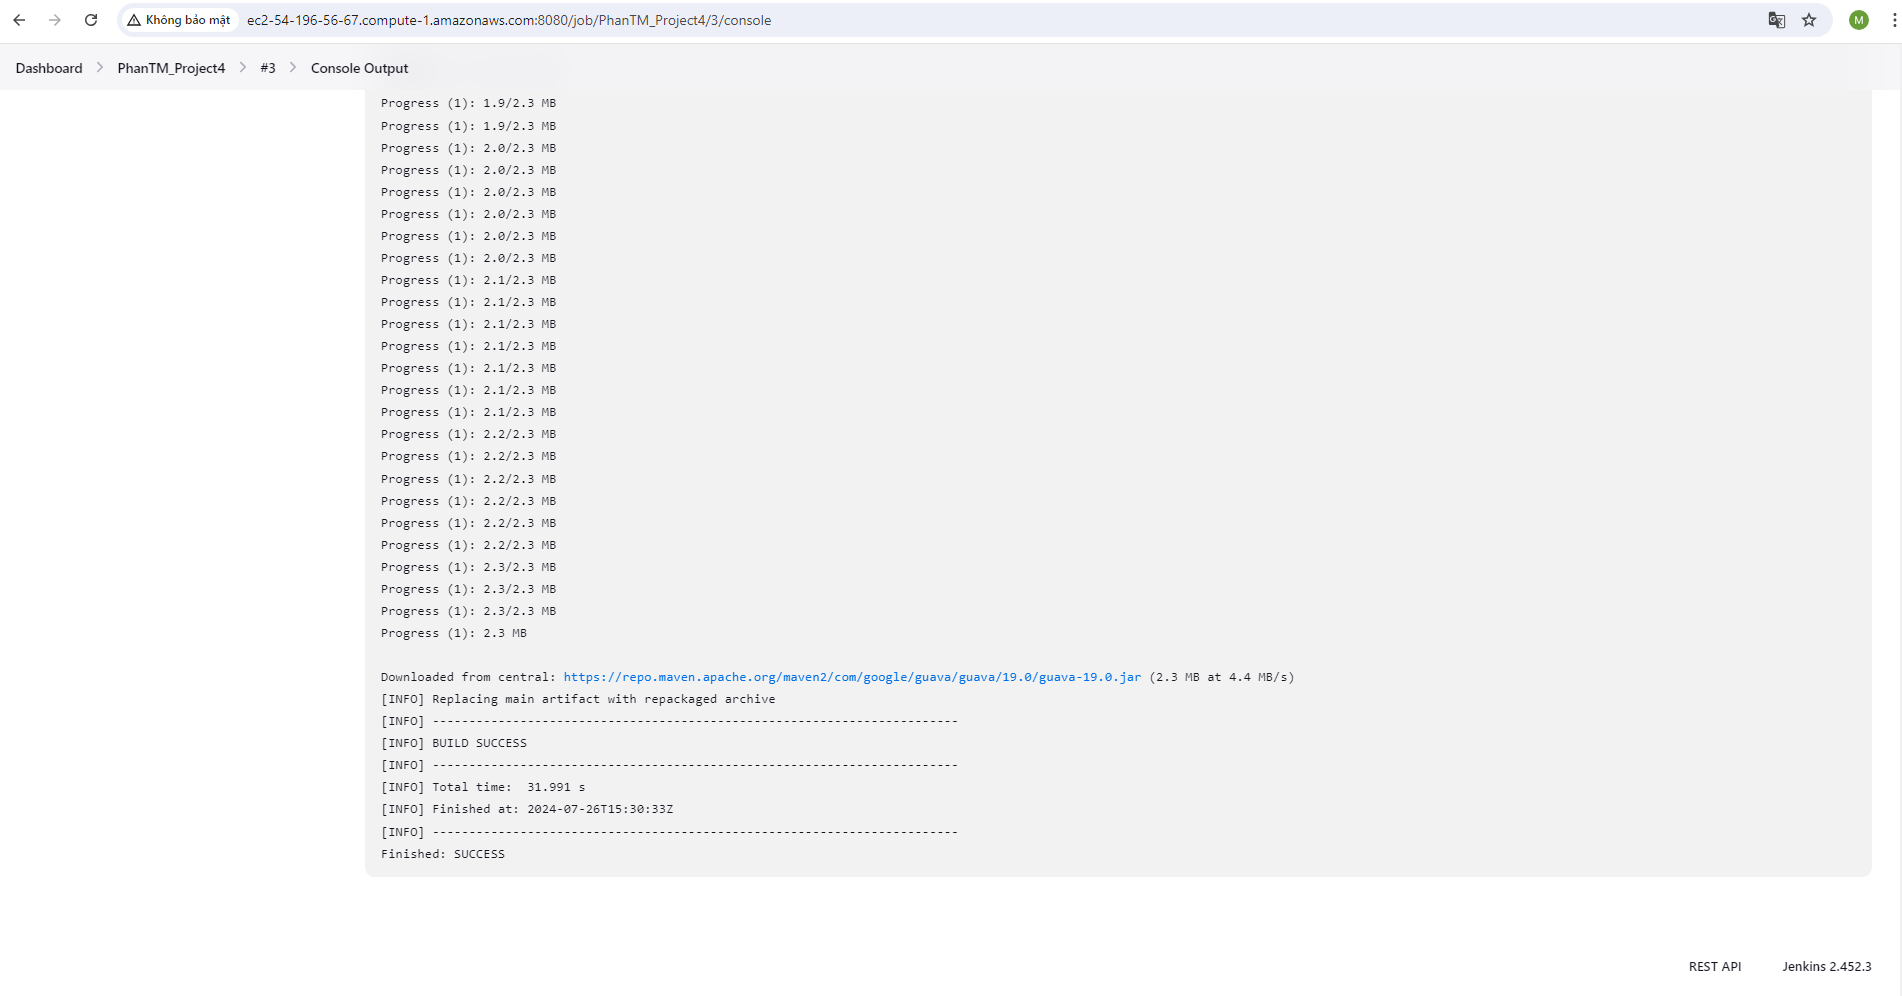 Không bảo mật ec2-54-196-56-67.compute-1.amazonaws.com:8080/job/PhanTM_Project4/3/console M
Dashboard PhanTM_Project4 #3 Console Output
Progress (1): 1.9/2.3 MB
Progress (1): 1.9/2.3 MB
Progress (1): 2.0/2.3 MB
Progress (1): 2.0/2.3 MB
Progress (1): 2.0/2.3 MB
Progress (1): 2.0/2.3 MB
Progress (1): 2.0/2.3 MB
Progress (1): 2.0/2.3 MB
Progress (1): 2.1/2.3 MB
Progress (1): 2.1/2.3 MB
Progress (1): 2.1/2.3 MB
Progress (1): 2.1/2.3 MB
Progress (1): 2.1/2.3 MB
Progress (1): 2.1/2.3 MB
Progress (1): 2.1/2.3 MB
Progress (1): 2.2/2.3 MB
Progress (1): 2.2/2.3 MB
Progress (1): 2.2/2.3 MB
Progress (1): 2.2/2.3 MB
Progress (1): 2.2/2.3 MB
Progress (1): 2.2/2.3 MB
Progress (1): 2.3/2.3 MB
Progress (1): 2.3/2.3 MB
Progress (1): 2.3/2.3 MB
Progress (1): 2.3 MB
Downloaded from central: https://repo.maven.apache.org/maven2/com/google/guava/guava/19.0/guava-19.0.jar (2.3 MB at 4.4 MB/s)
[INFO] Replacing main artifact with repackaged archive
[INFO] ------------------------------------------------------------------------
[INFO] BUILD SUCCESS
[INFO] ------------------------------------------------------------------------
[INFO] Total time:  31.991 s
[INFO] Finished at: 2024-07-26T15:30:33Z
[INFO] ------------------------------------------------------------------------
Finished: SUCCESS
REST API Jenkins 2.452.3